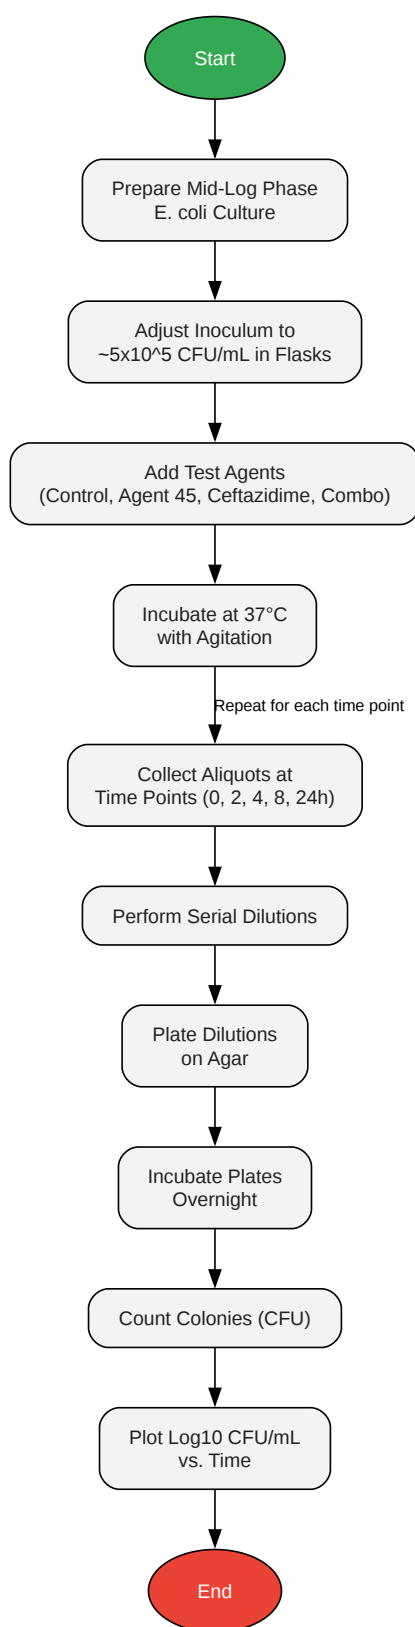 Start
Prepare Mid-Log Phase
E. coli Culture
Adjust Inoculum to
~5x10^5 CFU/mL in Flasks
Add Test Agents
(Control, Agent 45, Ceftazidime, Combo)
Incubate at 37°C
with Agitation
Repeat for each time point
Collect Aliquots at
Time Points (0, 2, 4, 8, 24h)
Perform Serial Dilutions
Plate Dilutions
on Agar
Incubate Plates
Overnight
Count Colonies (CFU)
Plot Log10 CFU/mL
vs. Time
End